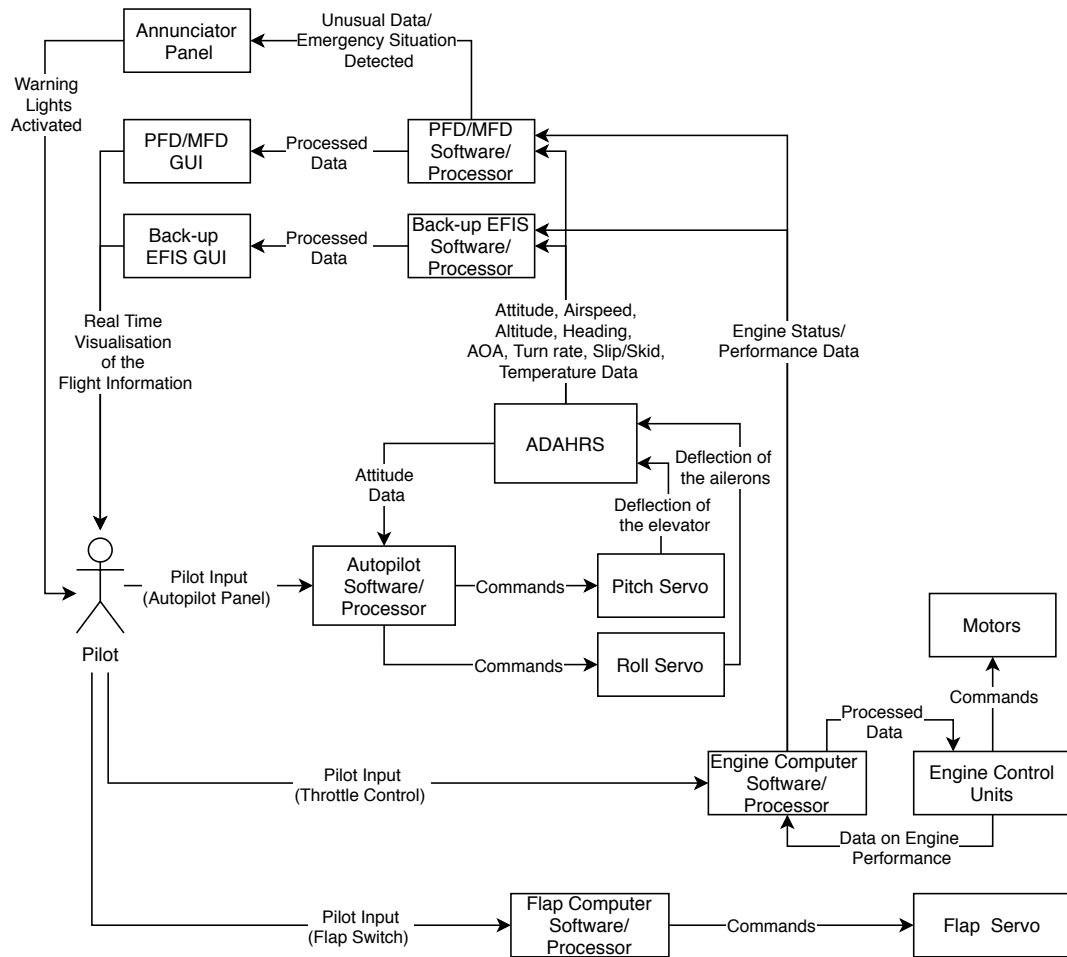 Annunciator
Panel
Unusual Data/
Emergency Situation
Detected
Warning
Lights
Activated
PFD/MFD
GUI
Processed
Data
PFD/MFD
Software/
Processor
Back-up
EFIS GUI
Processed
Data
Back-up EFIS
Software/
Processor
Real Time
Visualisation
of the
Flight Information
Attitude, Airspeed,
Altitude, Heading,
AOA, Turn rate, Slip/Skid,
Temperature Data
Engine Status/
Performance Data
ADAHRS
Attitude
Data
Deflection of
the ailerons
Deflection of
the elevator
Pilot Input
(Autopilot Panel)
Autopilot
Software/
Processor
Commands
Pitch Servo
Pilot
Commands
Roll Servo
Motors
Commands
Processed
Data
Pilot Input
(Throttle Control)
Engine Computer
Software/
Processor
Engine Control
Units
Data on Engine
Performance
Pilot Input
(Flap Switch)
Flap Computer
Software/
Processor
Commands
Flap Servo